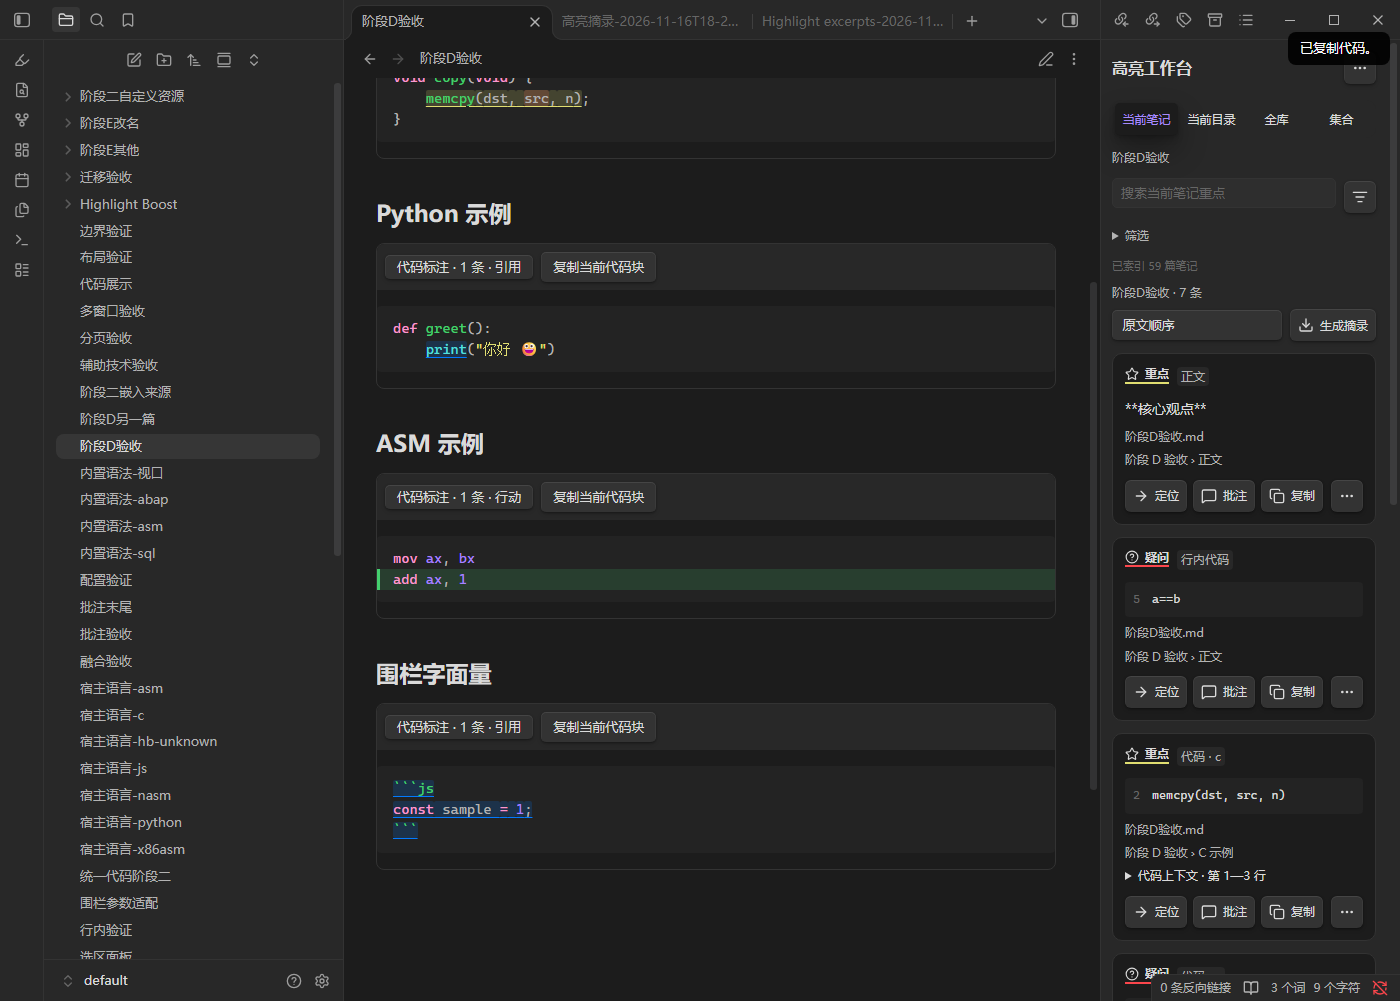 阶段D验收
高亮摘录-2026-11-16T18-2...
Highlight excerpts-2026-11...
已复制代码。
阶段D验收
阶段二自定义资源
阶段E改名
阶段E其他
迁移验收
Highlight Boost
边界验证
布局验证
代码展示
多窗口验收
分页验收
辅助技术验收
阶段二嵌入来源
阶段D另一篇
阶段D验收
内置语法-视口
内置语法-abap
内置语法-asm
内置语法-sql
配置验证
批注末尾
批注验收
融合验收
宿主语言-asm
宿主语言-c
宿主语言-hb-unknown
宿主语言-js
宿主语言-nasm
宿主语言-python
宿主语言-x86asm
统一代码阶段二
围栏参数适配
行内验证
选区面板
default
void copy(void) {
memcpy(dst, src, n);
}
Python 示例
代码标注 · 1 条 · 引用
复制当前代码块
def greet():
print("你好 😀")
ASM 示例
代码标注 · 1 条 · 行动
复制当前代码块
mov ax, bx
add ax, 1
围栏字面量
代码标注 · 1 条 · 引用
复制当前代码块
```js
const sample = 1;
```
高亮工作台
当前笔记
当前目录
全库
集合
阶段D验收
搜索当前笔记重点
筛选
已索引 59 篇笔记
阶段D验收 · 7 条
原文顺序
生成摘录
重点 正文
**核心观点**
阶段D验收.md
阶段 D 验收 › 正文
定位 批注 复制
疑问 行内代码
5 a==b
阶段D验收.md
阶段 D 验收 › 正文
定位 批注 复制
重点 代码 · c
2 memcpy(dst, src, n)
阶段D验收.md
阶段 D 验收 › C 示例
代码上下文 · 第 1—3 行
定位 批注 复制
疑问
0 条反向链接 3 个词 9 个字符